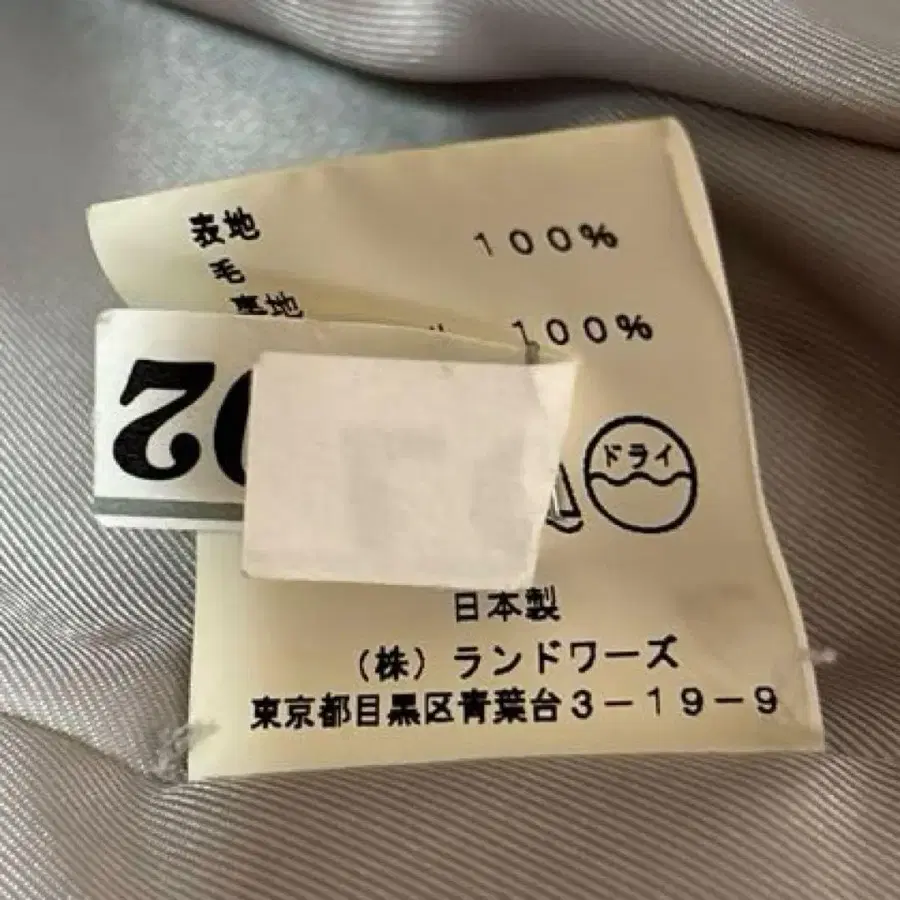 表地
毛 100%
裏地
100%
02
ドライ
日本製
(株)ランドワーズ
東京都目黒区青葉台3-19-9